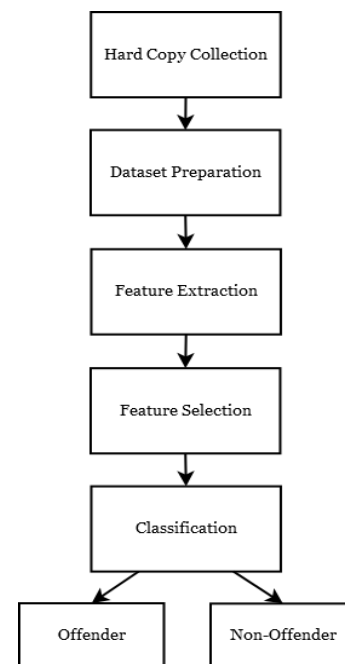 Hard Copy Collection
Dataset Preparation
Feature Extraction
Feature Selection
Classification
Offender
Non-Offender